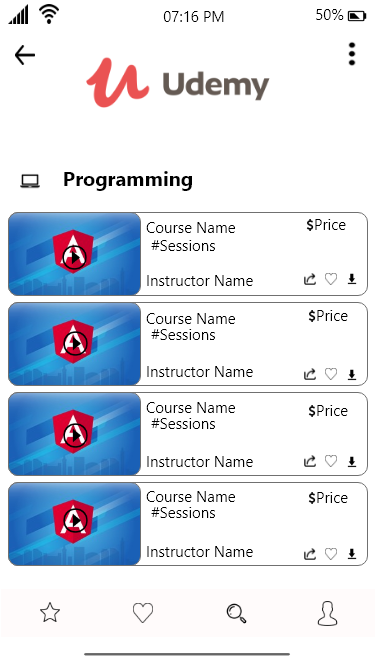 07:16 PM
50%
Udemy
Programming
Course Name
$Price
#Sessions
Instructor Name
Course Name
$Price
#Sessions
Instructor Name
Course Name
$Price
#Sessions
Instructor Name
Course Name
$Price
#Sessions
Instructor Name